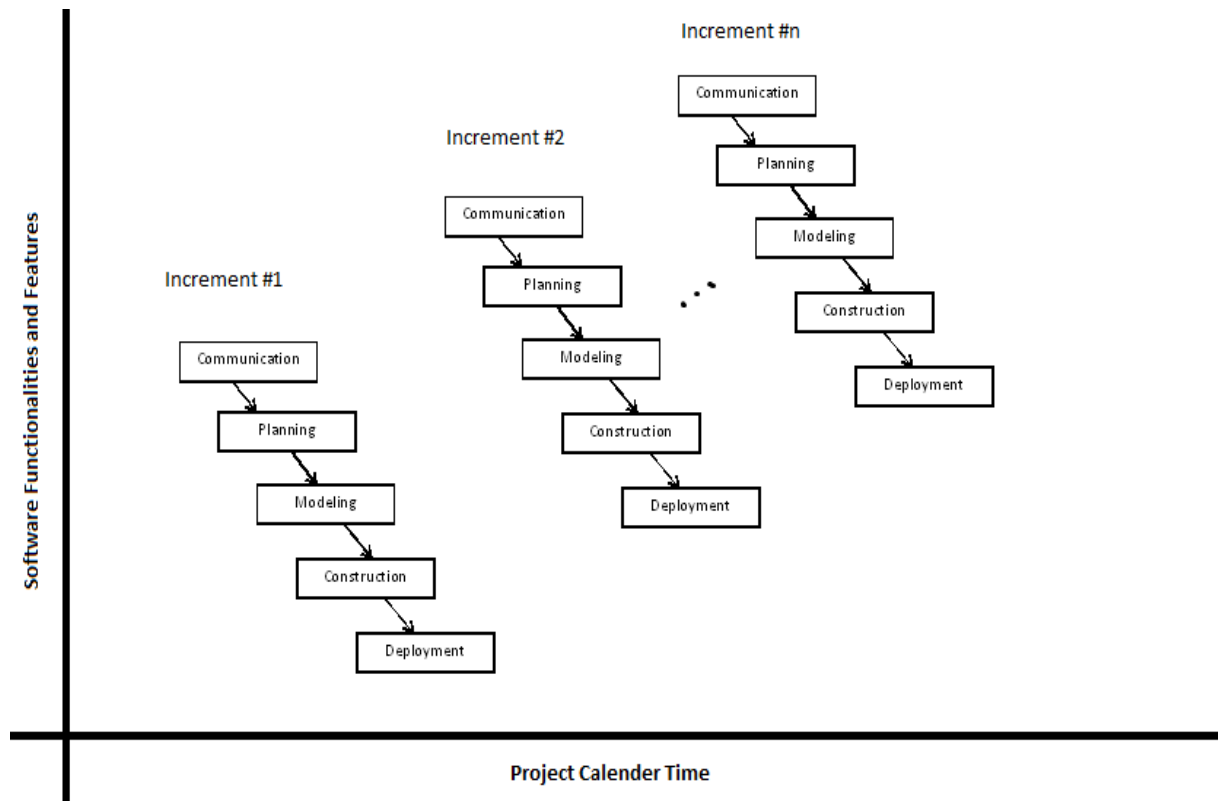 Increment #n
Communication
Planning
Modeling
Construction
Deployment
Increment #2
Communication
Planning
Modeling
Construction
Deployment
Increment #1
Communication
Planning
Modeling
Construction
Deployment
Software Functionalities and Features
Project Calender Time